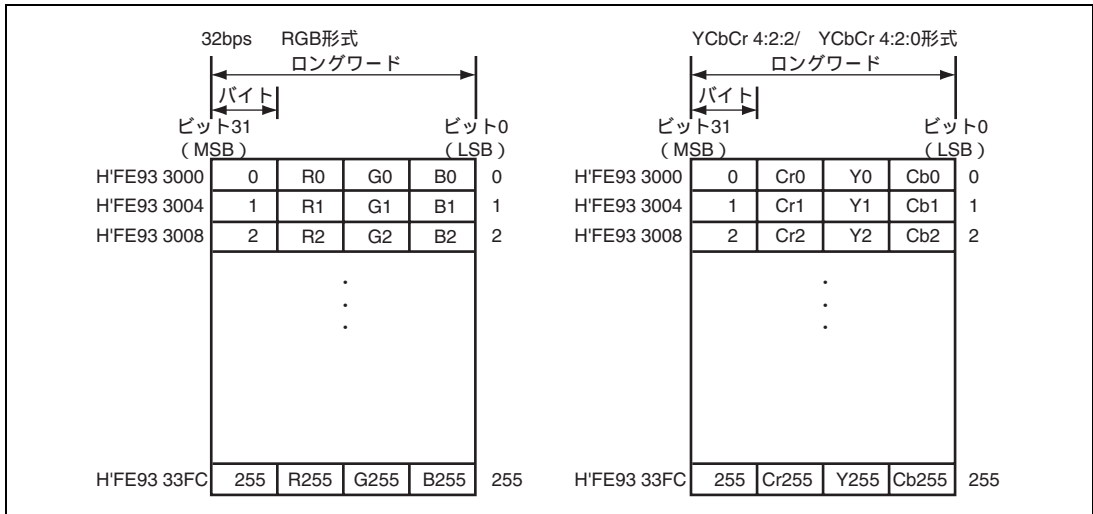 32bps RGB形式
ロングワード
バイト
ビット31
(MSB)
ビット0
(LSB)
H'FE93 3000 0 R0 G0 B0 0
H'FE93 3004 1 R1 G1 B1 1
H'FE93 3008 2 R2 G2 B2 2
H'FE93 33FC 255 R255 G255 B255 255
YCbCr 4:2:2/ YCbCr 4:2:0形式
ロングワード
バイト
ビット31
(MSB)
ビット0
(LSB)
H'FE93 3000 0 Cr0 Y0 Cb0 0
H'FE93 3004 1 Cr1 Y1 Cb1 1
H'FE93 3008 2 Cr2 Y2 Cb2 2
H'FE93 33FC 255 Cr255 Y255 Cb255 255